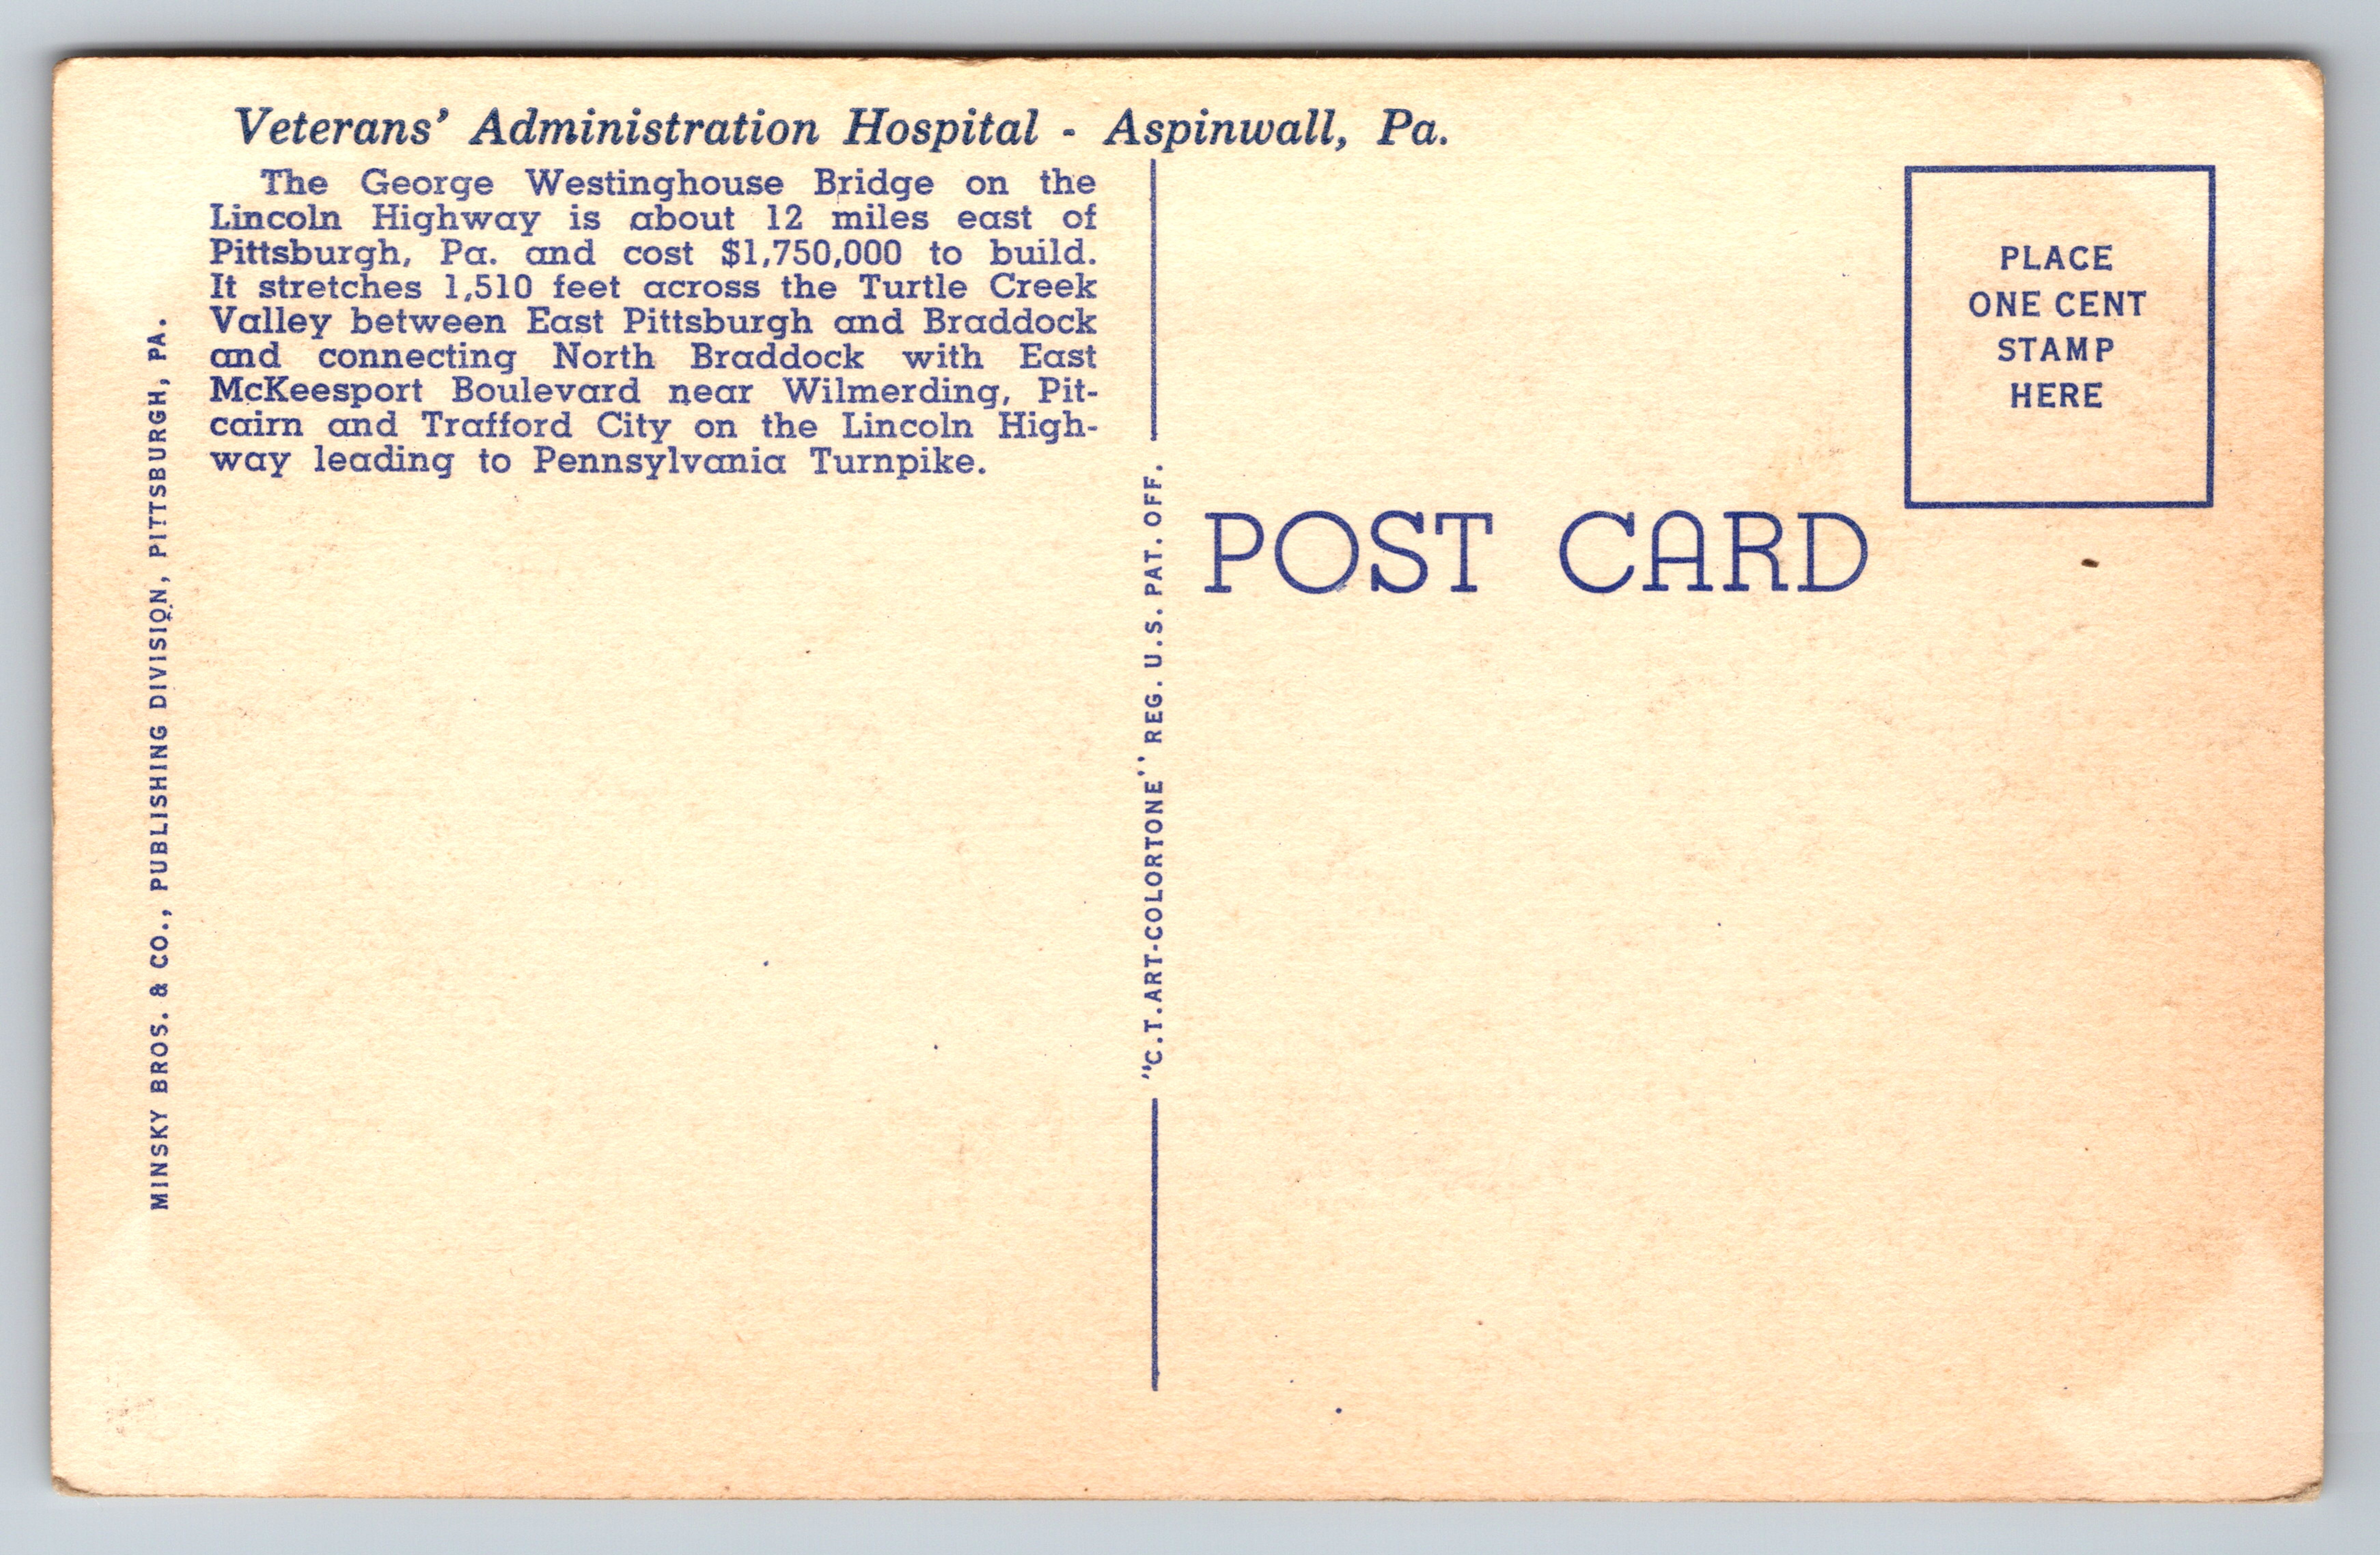 Veterans' Administration Hospital - Aspinwall, Pa.
The George Westinghouse Bridge on the
Lincoln Highway is about 12 miles east of
Pittsburgh, Pa. and cost $1,750,000 to build.
It stretches 1,510 feet across the Turtle Creek
Valley between East Pittsburgh and Braddock
and connecting North Braddock with East
McKeesport Boulevard near Wilmerding, Pit-
cairn and Trafford City on the Lincoln High-
way leading to Pennsylvania Turnpike.
MINSKY BROS. & CO., PUBLISHING DIVISION, PITTSBURGH, PA.
"C.T.ART-COLORTONE" REG. U.S. PAT. OFF.
POST CARD
PLACE
ONE CENT
STAMP
HERE